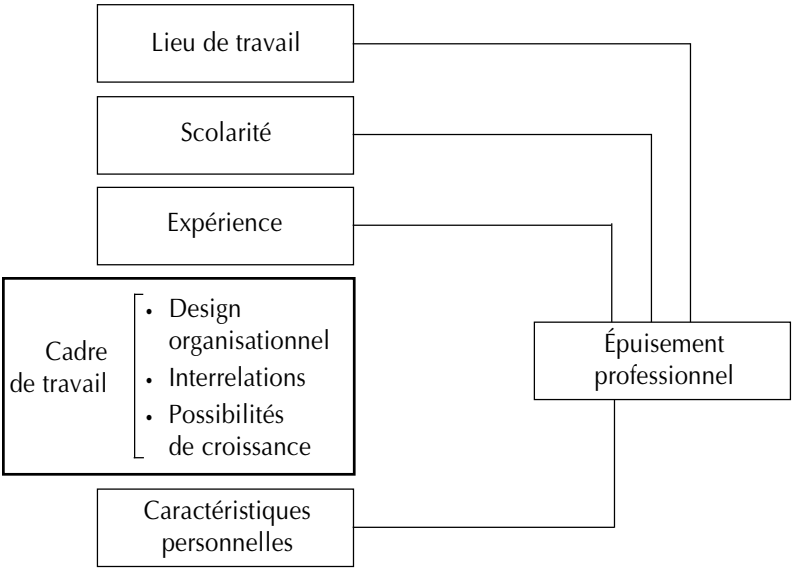 Lieu de travail
Scolarité
Expérience
Cadre
de travail
• Design
organisationnel
• Interrelations
• Possibilités
de croissance
Caractéristiques
personnelles
Épuisement
professionnel